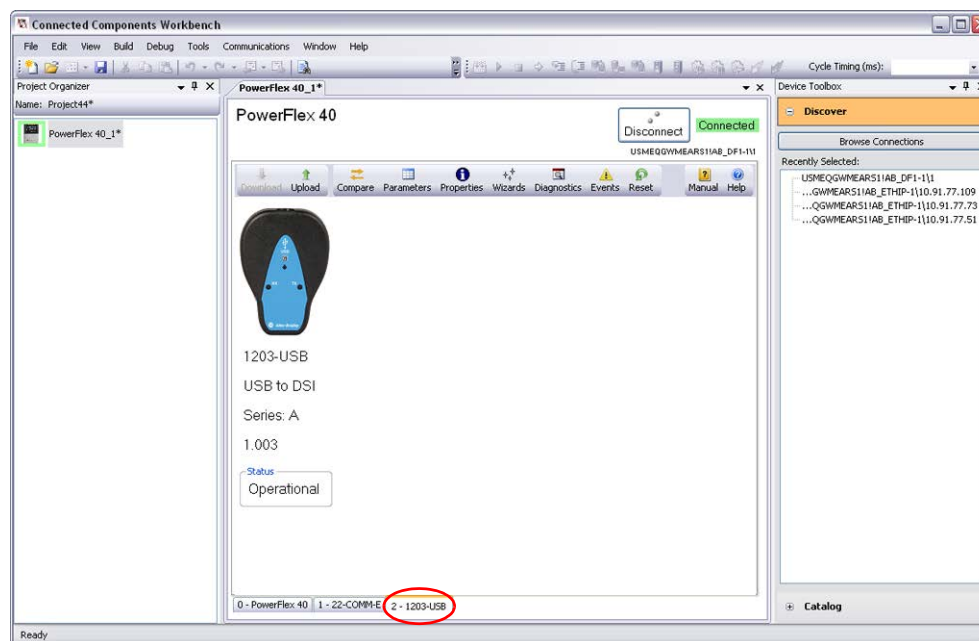 Connected Components Workbench
File Edit View Build Debug Tools Communications Window Help
Cycle Timing (ms):
Project Organizer
PowerFlex 40_1*
Device Toolbox
Name: Project44*
PowerFlex 40_1*
PowerFlex 40
Disconnect
Connected
USMEQGWMEARS1!AB_DF1-1\1
Discover
Browse Connections
Recently Selected:
USMEQGWMEARS1!AB_DF1-1\1
...GWMEARS1!AB_ETHIP-1\10.91.77.109
...QGWMEARS1!AB_ETHIP-1\10.91.77.73
...QGWMEARS1!AB_ETHIP-1\10.91.77.51
Download Upload Compare Parameters Properties Wizards Diagnostics Events Reset Manual Help
1203-USB
USB to DSI
Series: A
1.003
Status
Operational
0 - PowerFlex 40 1 - 22-COMM-E 2 - 1203-USB
Catalog
Ready